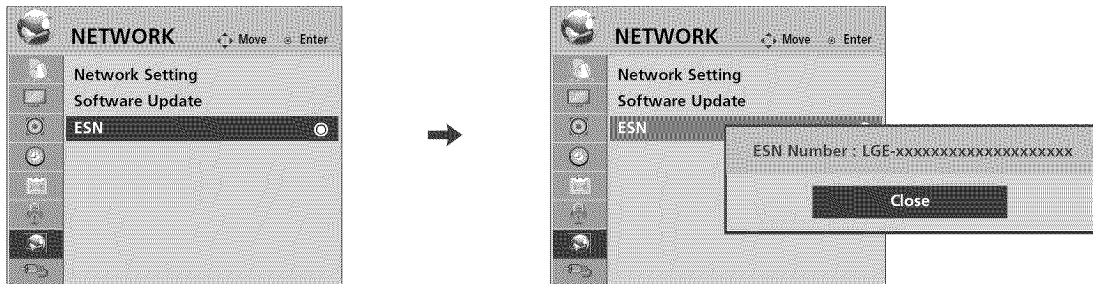 NETWORK Move Enter
Network Setting
Software Update
ESN
NETWORK Move Enter
Network Setting
Software Update
ESN
ESN Number : LGE-xxxxxxxxxxxxxxxxxxxx
Close